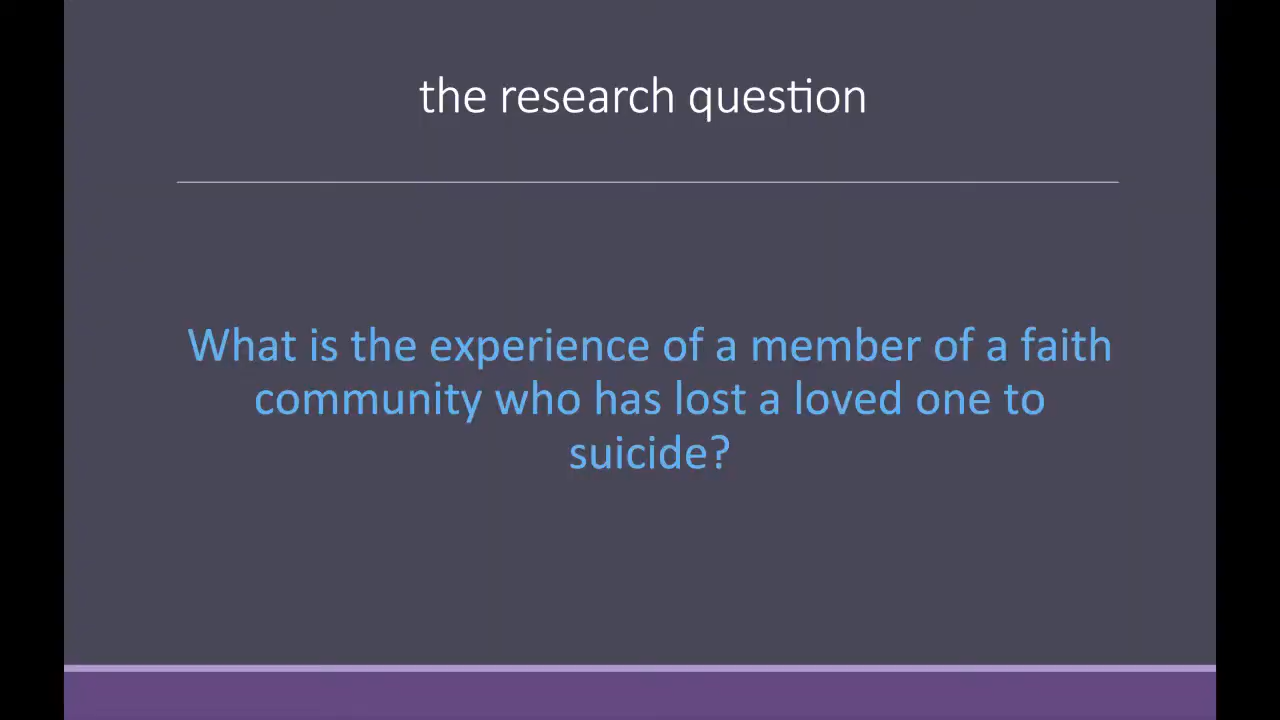 the research question
What is the experience of a member of a faith
community who has lost a loved one to
suicide?